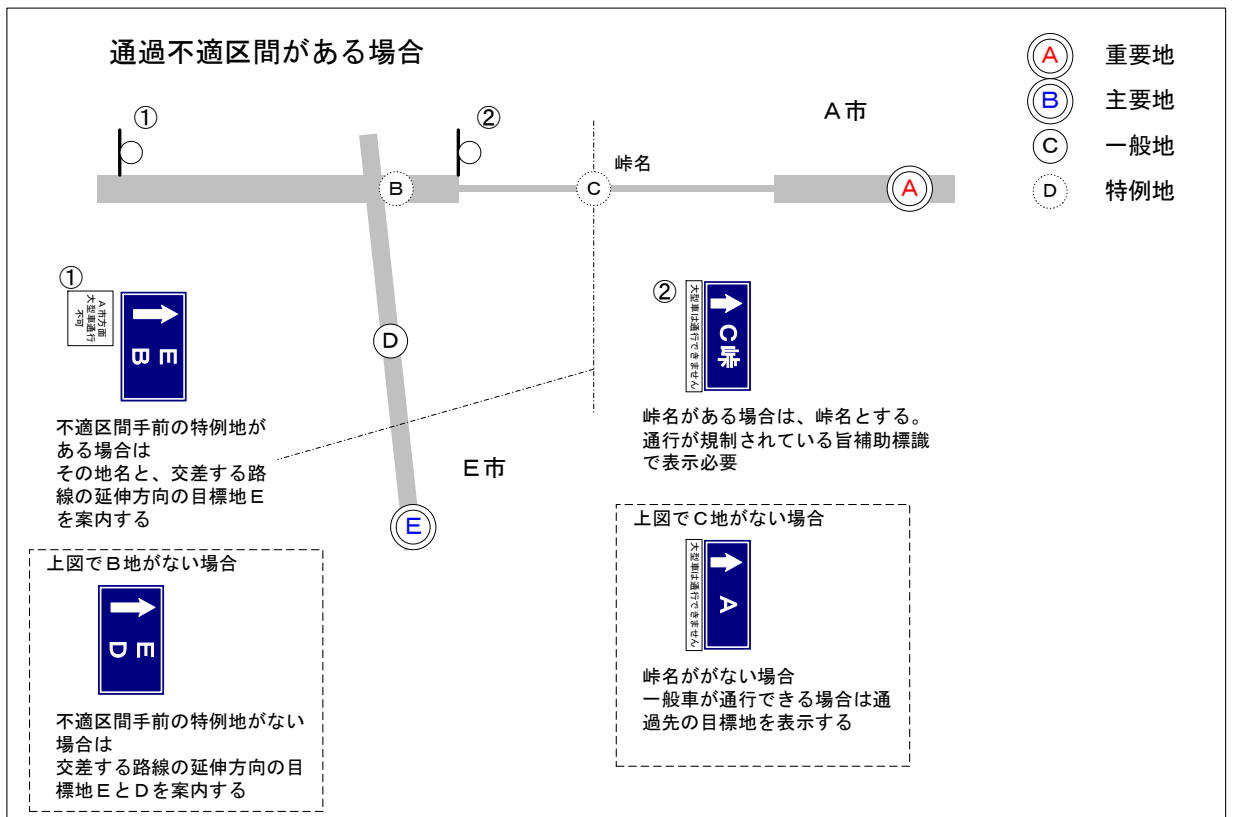 通過不適区間がある場合
A 重要地
B 主要地
C 一般地
D 特例地
①
②
A市
峠名
B
C
A
D
E
E市
①
A市方面
大型車通行
不可
E
B
不適区間手前の特例地が
ある場合は
その地名と、交差する路
線の延伸方向の目標地E
を案内する
②
C峠
大型車は通行できません
峠名がある場合は、峠名とする。
通行が規制されている旨補助標識
で表示必要
上図でB地がない場合
E
D
不適区間手前の特例地がない
場合は
交差する路線の延伸方向の目
標地EとDを案内する
上図でC地がない場合
A
大型車は通行できません
峠名ががない場合
一般車が通行できる場合は通
過先の目標地を表示する